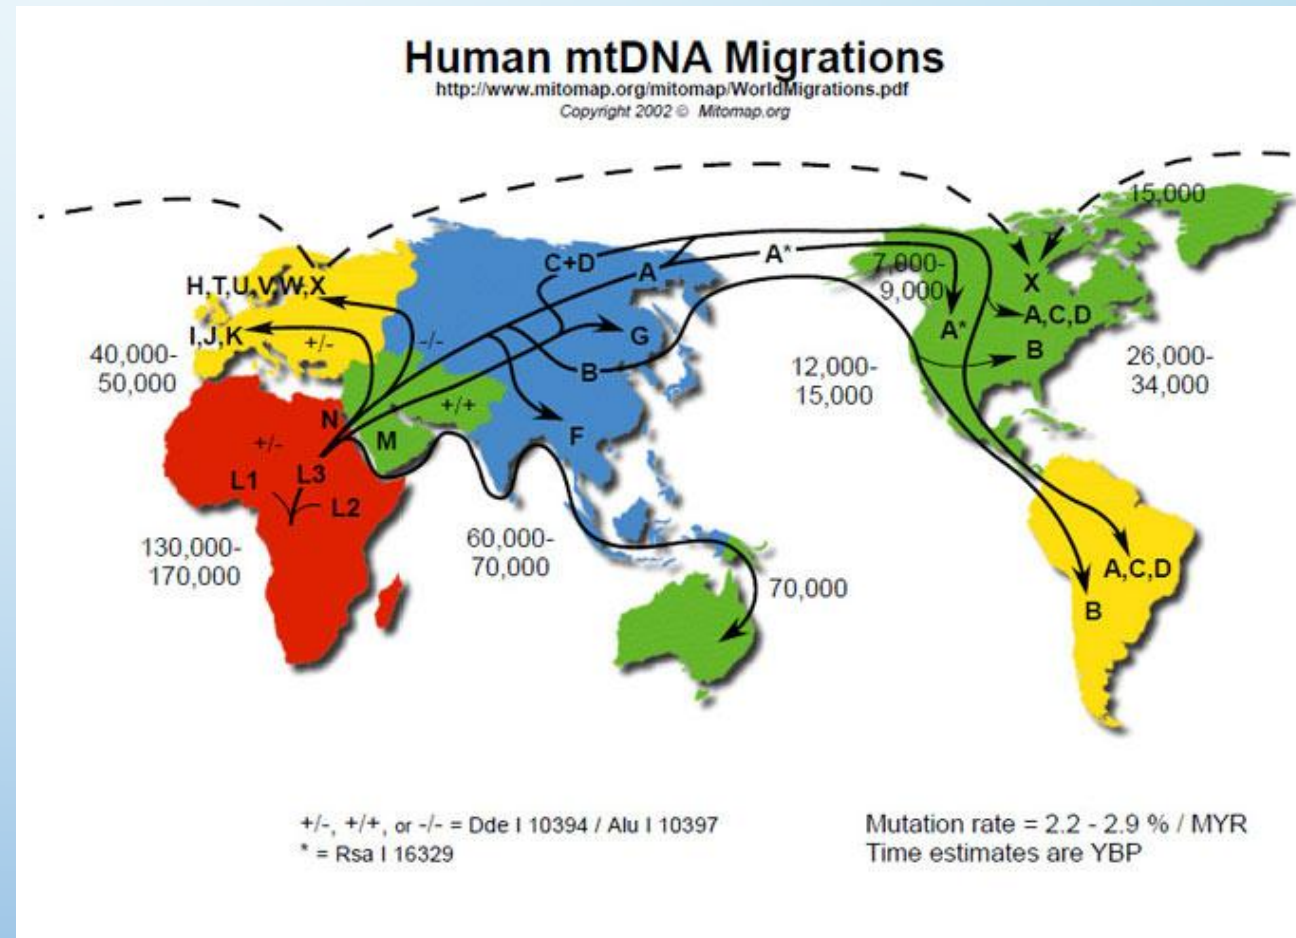 Human mtDNA Migrations
http://www.mitomap.org/mitomap/WorldMigrations.pdf
Copyright 2002 © Mitomap.org
15,000
C+D
A
A*
7,000-
9,000
X
H,T,U,V,W,X
A,C,D
I,J,K
+/-
-/-
G
A*
B
40,000-
50,000
B
12,000-
15,000
26,000-
34,000
N
+/+
M
F
+/-
L1
L3
L2
130,000-
170,000
60,000-
70,000
70,000
A,C,D
B
+/-, +/+, or -/- = Dde I 10394 / Alu I 10397
* = Rsa I 16329
Mutation rate = 2.2 - 2.9 % / MYR
Time estimates are YBP